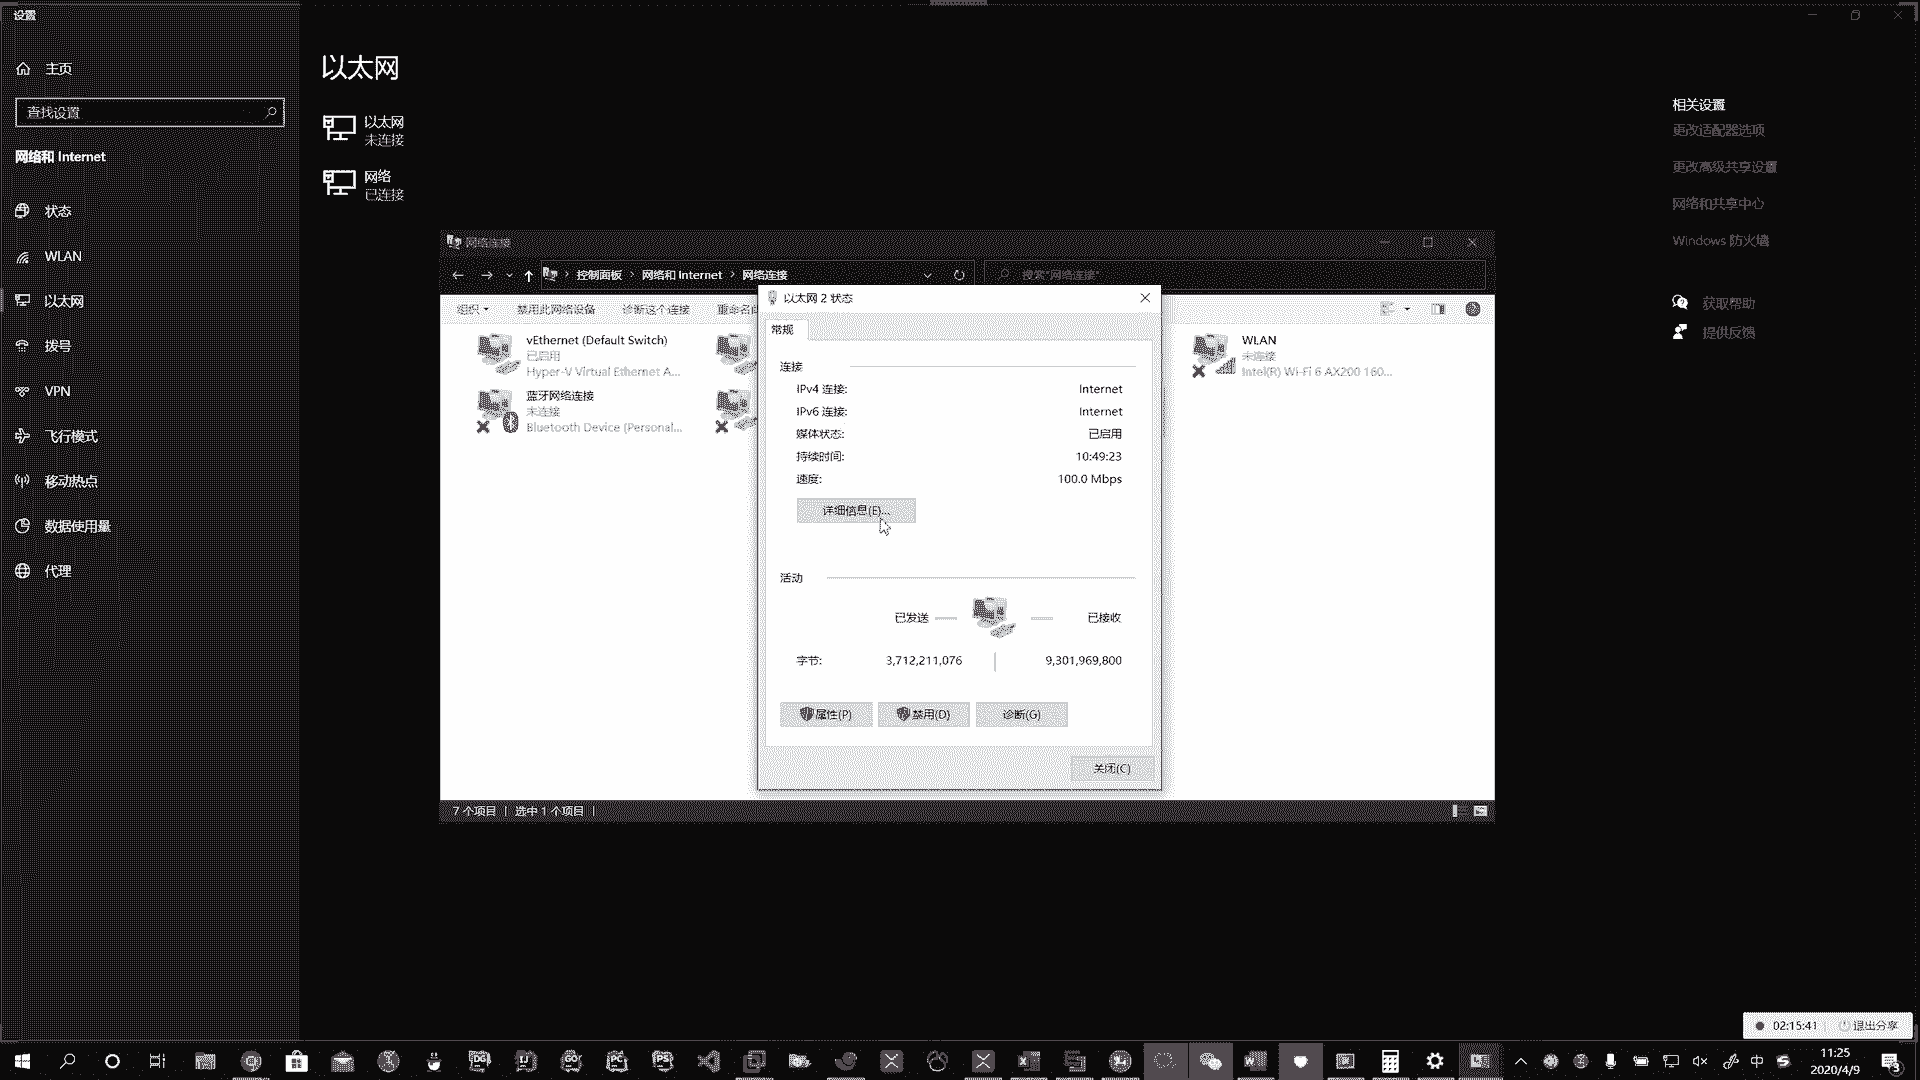 设置
主页
查找设置
网络和 Internet
状态
WLAN
以太网
拨号
VPN
飞行模式
移动热点
数据使用量
代理
以太网
以太网
未连接
网络
已连接
相关设置
更改适配器选项
更改高级共享设置
网络和共享中心
Windows 防火墙
获取帮助
提供反馈
网络连接
控制面板 › 网络和 Internet › 网络连接
搜索"网络连接"
组织 禁用此网络设备 诊断这个连接 重命名
vEthernet (Default Switch)
已启用
Hyper-V Virtual Ethernet A...
蓝牙网络连接
未连接
Bluetooth Device (Personal...
WLAN
未连接
Intel(R) Wi-Fi 6 AX200 160...
以太网 2 状态
常规
连接
IPv4 连接: Internet
IPv6 连接: Internet
媒体状态: 已启用
持续时间: 10:49:23
速度: 100.0 Mbps
详细信息(E)...
活动
已发送 已接收
字节: 3,712,211,076 9,301,969,800
属性(P) 禁用(D) 诊断(G)
关闭(C)
7 个项目 选中 1 个项目
02:15:41 退出分享
DG IJ GO PC PS
中
11:25
2020/4/9
3